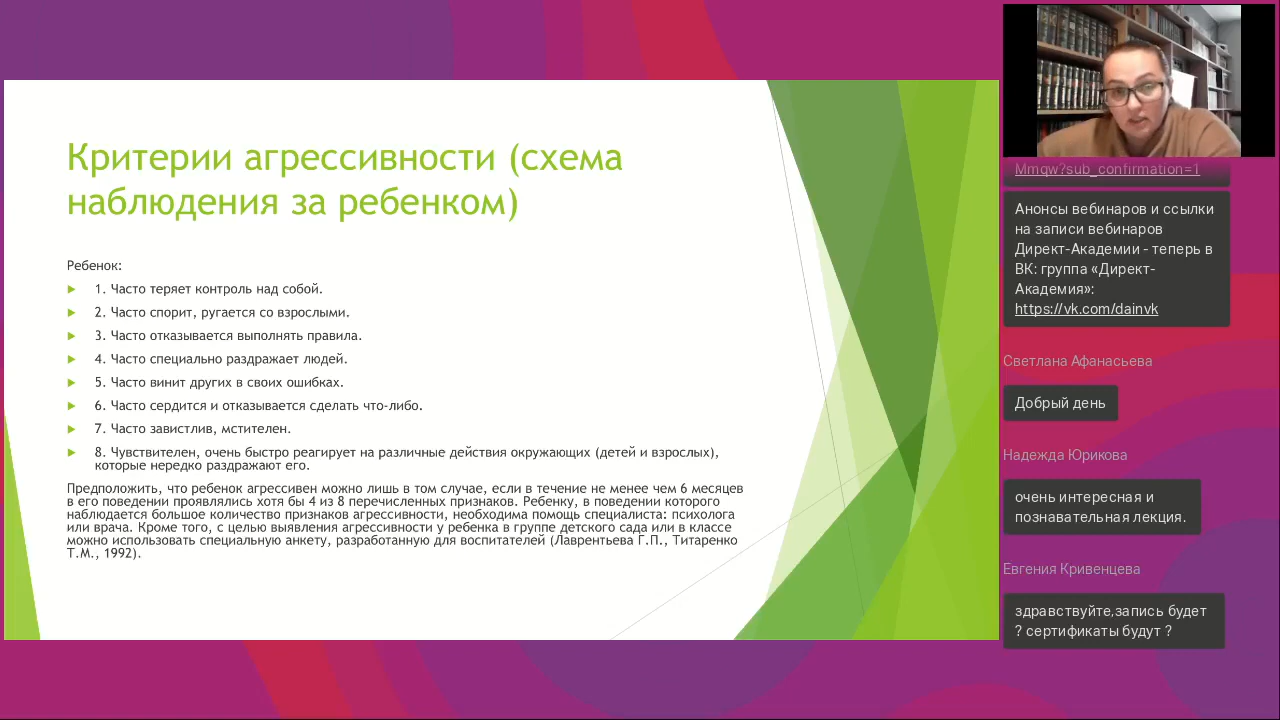 Критерии агрессивности (схема
наблюдения за ребенком)
Ребенок:
1. Часто теряет контроль над собой.
2. Часто спорит, ругается со взрослыми.
3. Часто отказывается выполнять правила.
4. Часто специально раздражает людей.
5. Часто винит других в своих ошибках.
6. Часто сердится и отказывается сделать что-либо.
7. Часто завистлив, мстителен.
8. Чувствителен, очень быстро реагирует на различные действия окружающих (детей и взрослых),
которые нередко раздражают его.
Предположить, что ребенок агрессивен можно лишь в том случае, если в течение не менее чем 6 месяцев
в его поведении проявлялись хотя бы 4 из 8 перечисленных признаков. Ребенку, в поведении которого
наблюдается большое количество признаков агрессивности, необходима помощь специалиста: психолога
или врача. Кроме того, с целью выявления агрессивности у ребенка в группе детского сада или в классе
можно использовать специальную анкету, разработанную для воспитателей (Лаврентьева Г.П., Титаренко
Т.М., 1992).
Mmqw?sub_confirmation=1
Анонсы вебинаров и ссылки
на записи вебинаров
Директ-Академии - теперь в
ВК: группа «Директ-
Академия»:
https://vk.com/dainvk
Светлана Афанасьева
Добрый день
Надежда Юрикова
очень интересная и
познавательная лекция.
Евгения Кривенцева
здравствуйте,запись будет
? сертификаты будут ?